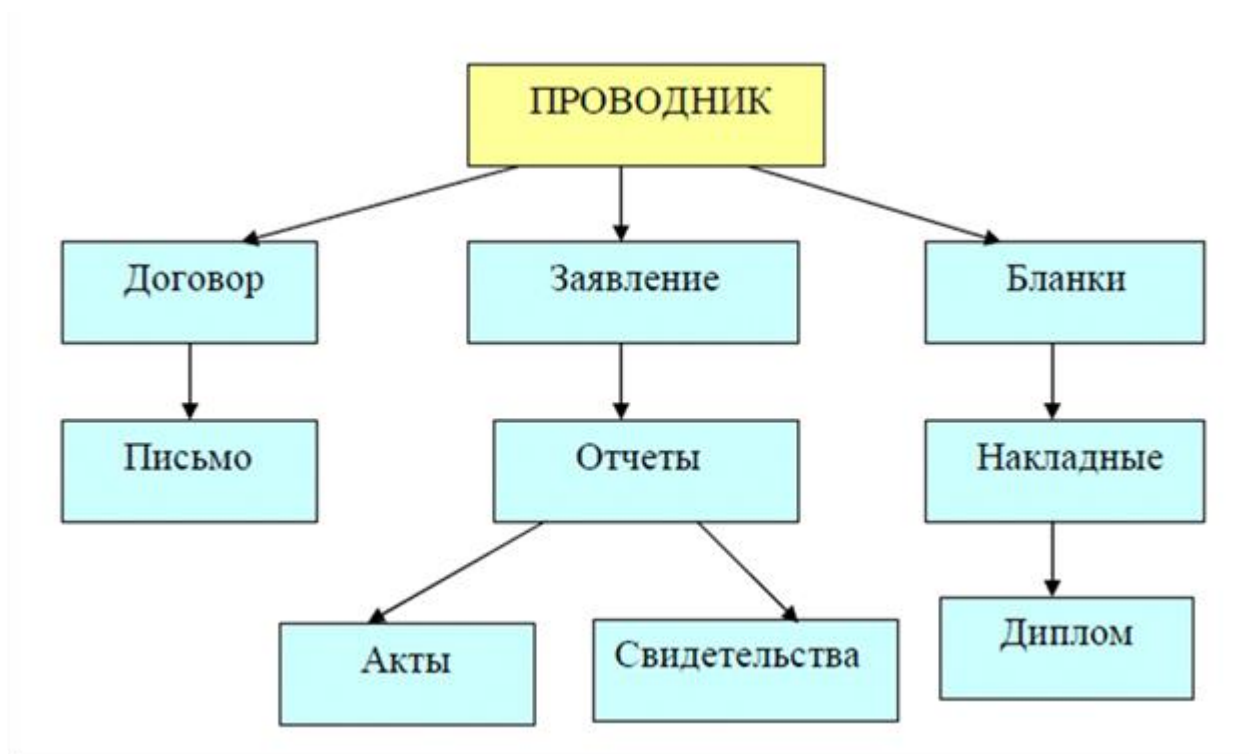 ПРОВОДНИК
Договор
Заявление
Бланки
Письмо
Отчеты
Накладные
Акты
Свидетельства
Диплом